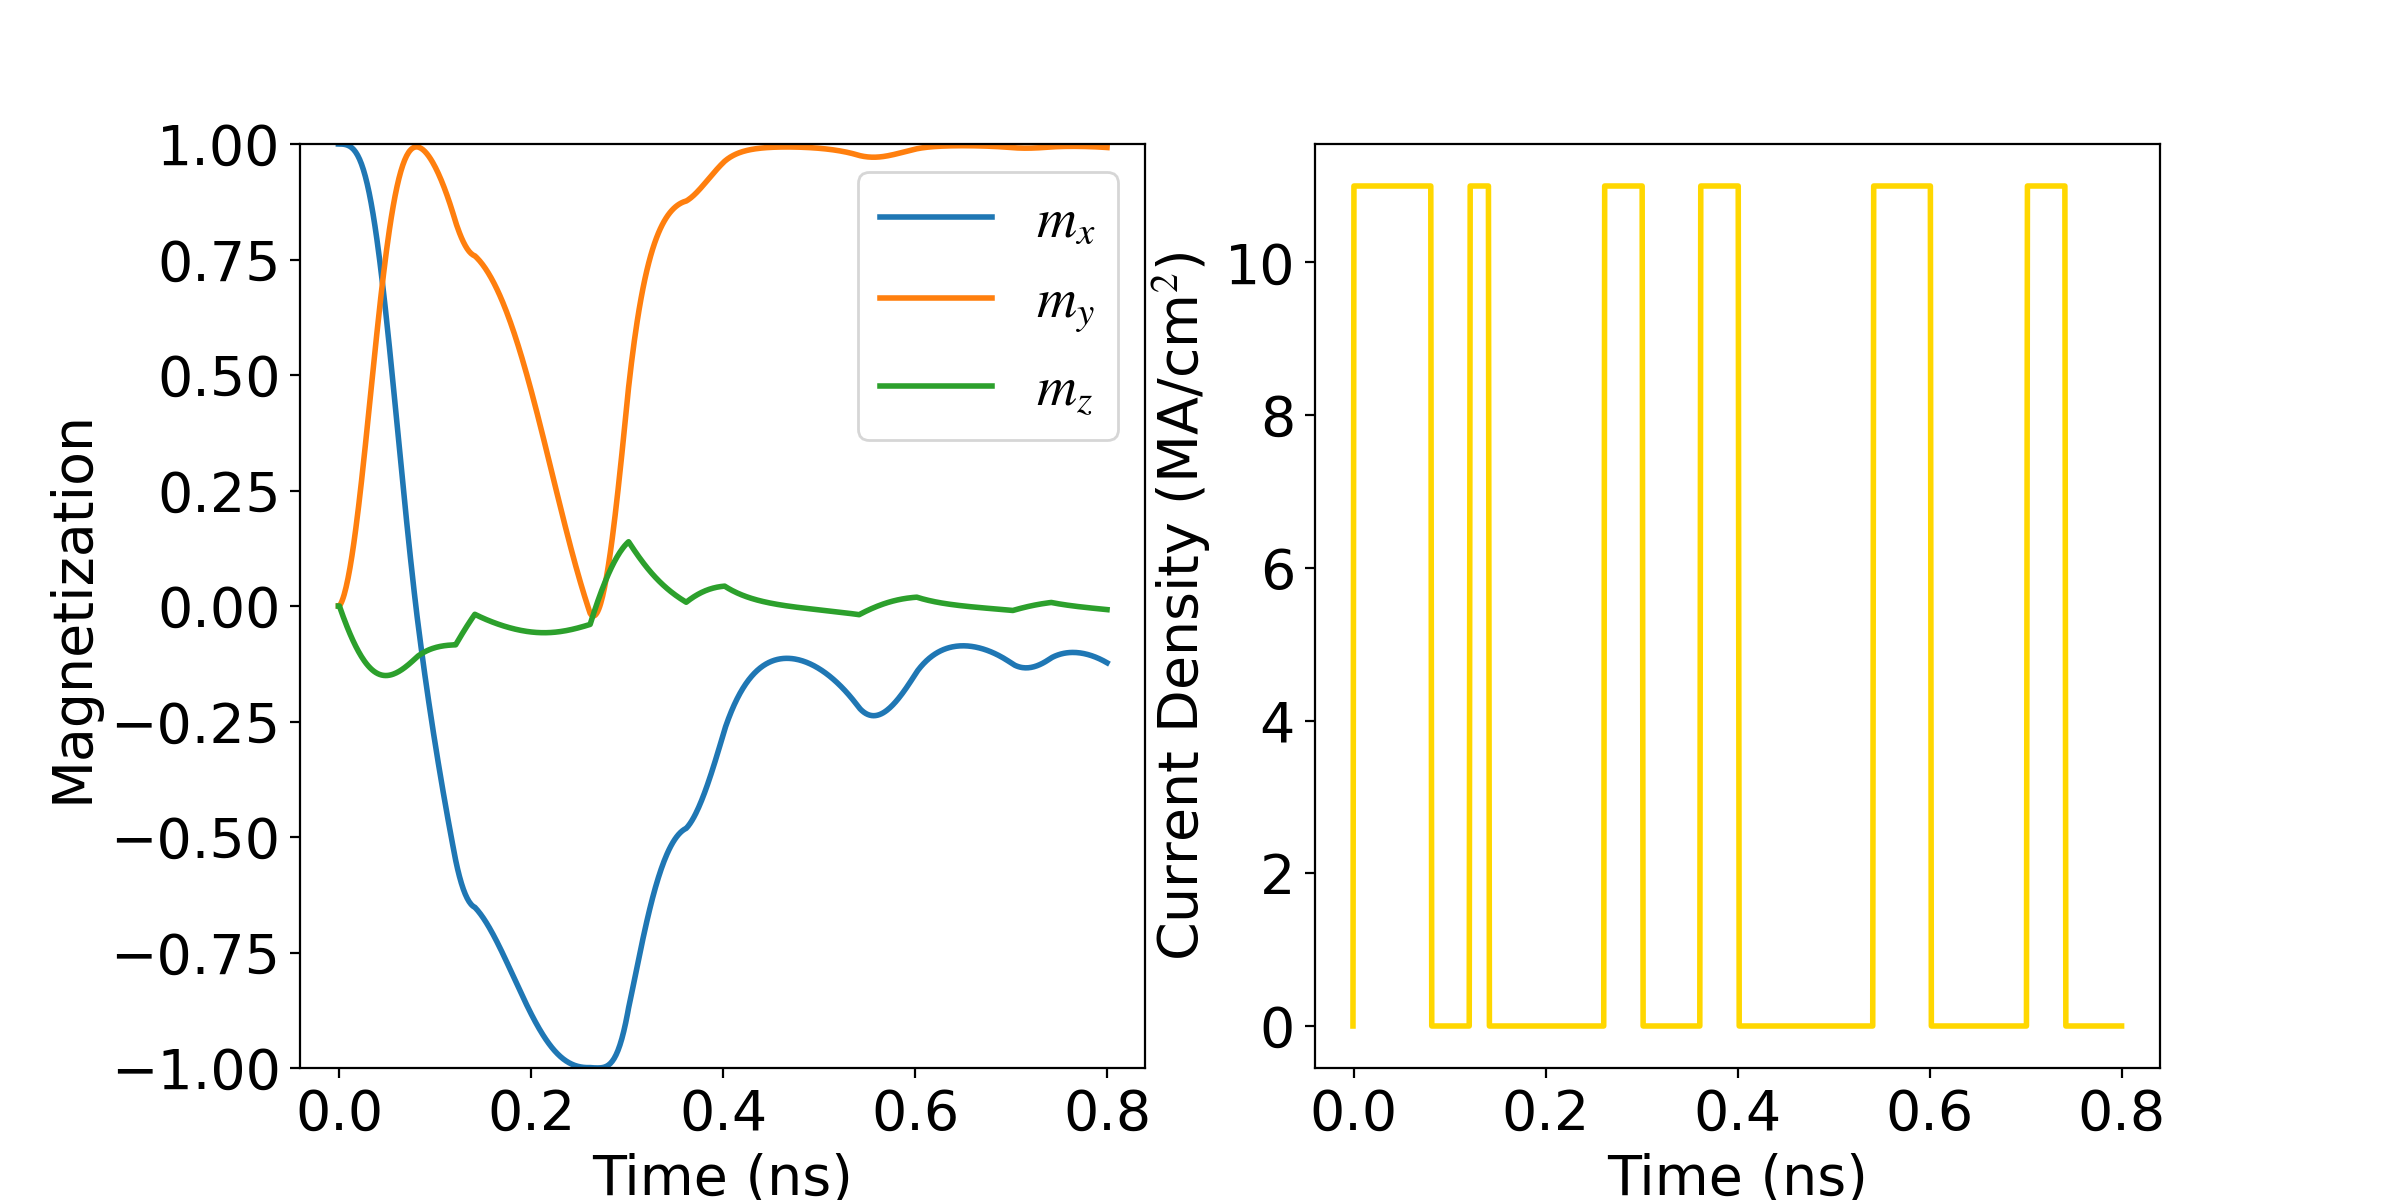 Magnetization
1.00
0.75
0.50
0.25
0.00
−0.25
−0.50
−0.75
−1.00
0.0 0.2 0.4 0.6 0.8
Time (ns)
m_x
m_y
m_z
Current Density (MA/cm²)
10
8
6
4
2
0
0.0 0.2 0.4 0.6 0.8
Time (ns)